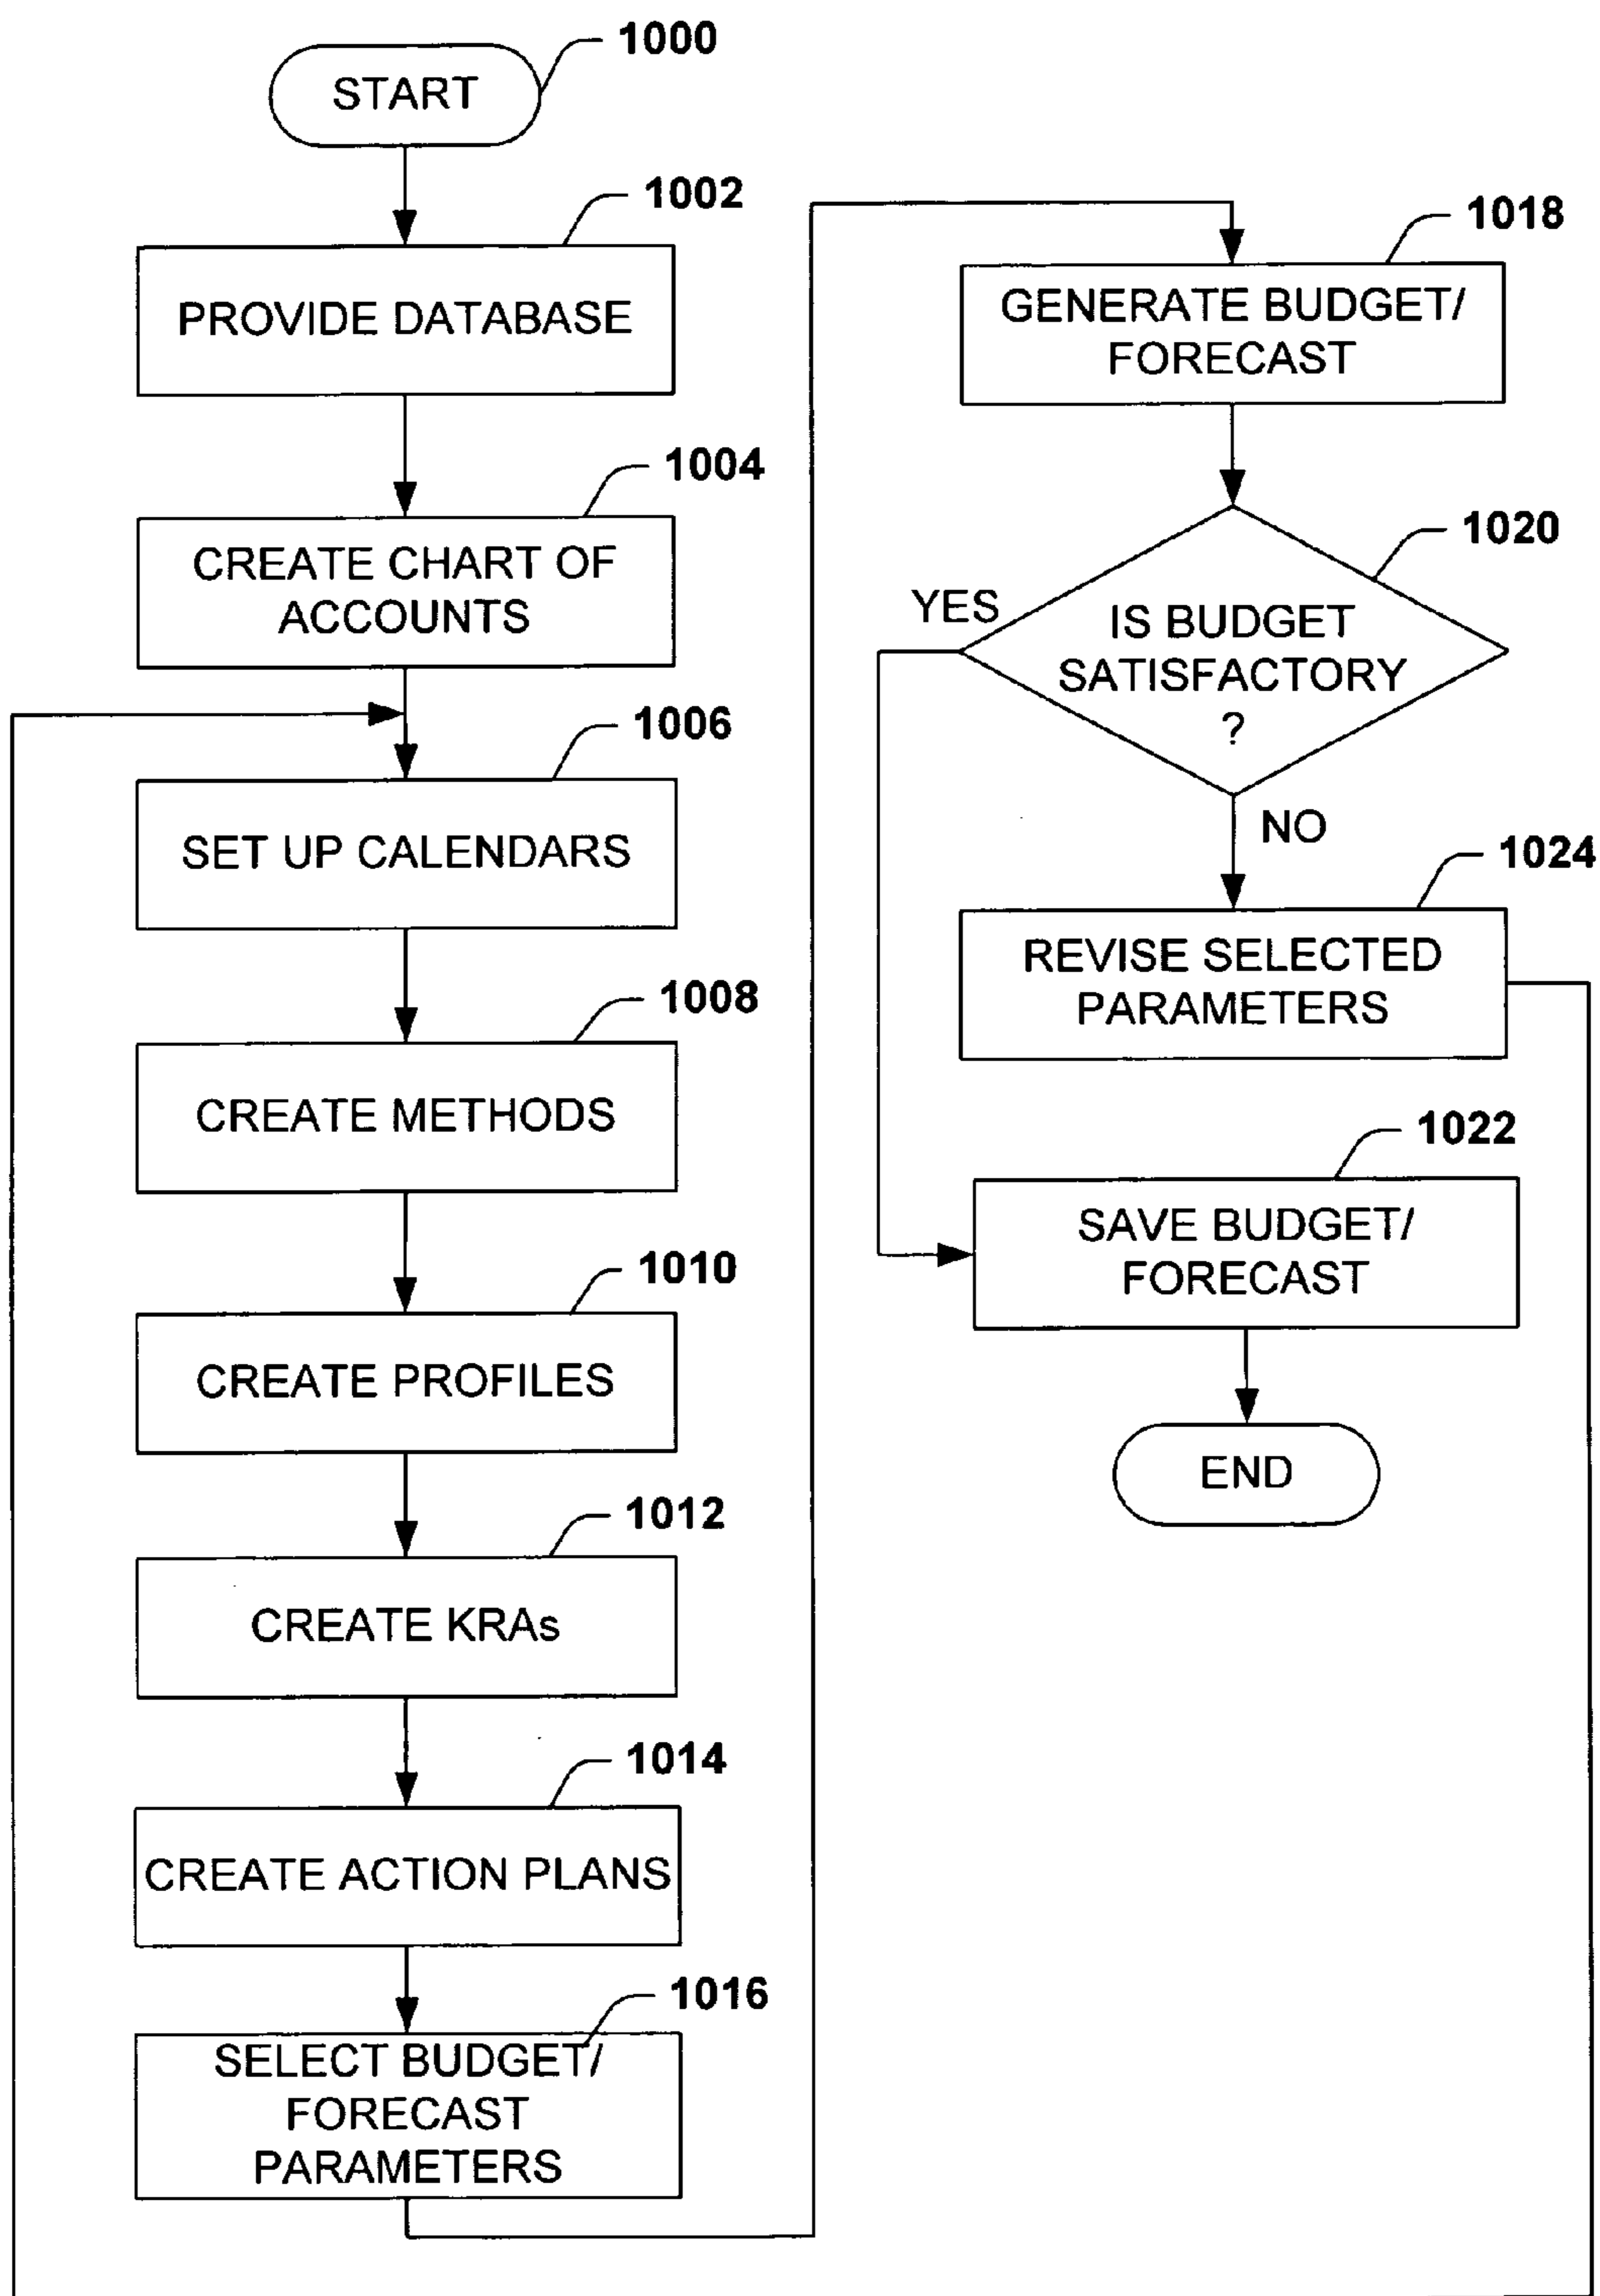 1000
START
1002
PROVIDE DATABASE
1004
CREATE CHART OF
ACCOUNTS
1006
SET UP CALENDARS
1008
CREATE METHODS
1010
CREATE PROFILES
1012
CREATE KRAs
1014
CREATE ACTION PLANS
1016
SELECT BUDGET/
FORECAST
PARAMETERS
1018
GENERATE BUDGET/
FORECAST
1020
YES
IS BUDGET
SATISFACTORY
?
NO
1024
REVISE SELECTED
PARAMETERS
1022
SAVE BUDGET/
FORECAST
END